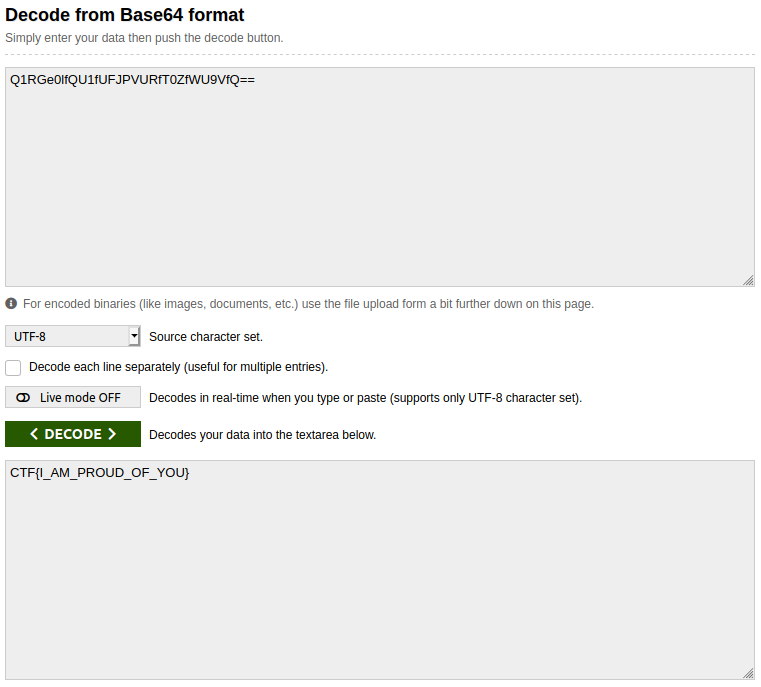 Decode from Base64 format
Simply enter your data then push the decode button.
Q1RGe0lfQU1fUFJPVURfT0ZfWU9VfQ==
For encoded binaries (like images, documents, etc.) use the file upload form a bit further down on this page.
UTF-8 Source character set.
Decode each line separately (useful for multiple entries).
Live mode OFF Decodes in real-time when you type or paste (supports only UTF-8 character set).
< DECODE > Decodes your data into the textarea below.
CTF{I_AM_PROUD_OF_YOU}